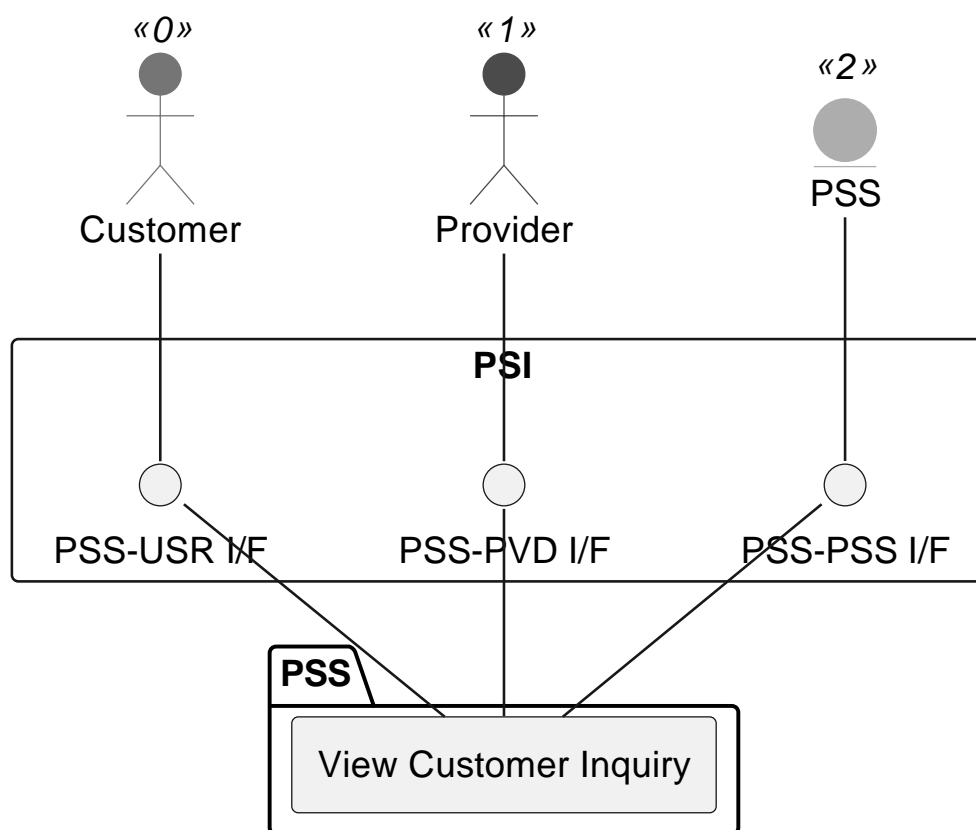 «0»
«1»
«2»
Customer
Provider
PSS
PSI
PSS-USR I/F
PSS-PVD I/F
PSS-PSS I/F
PSS
View Customer Inquiry